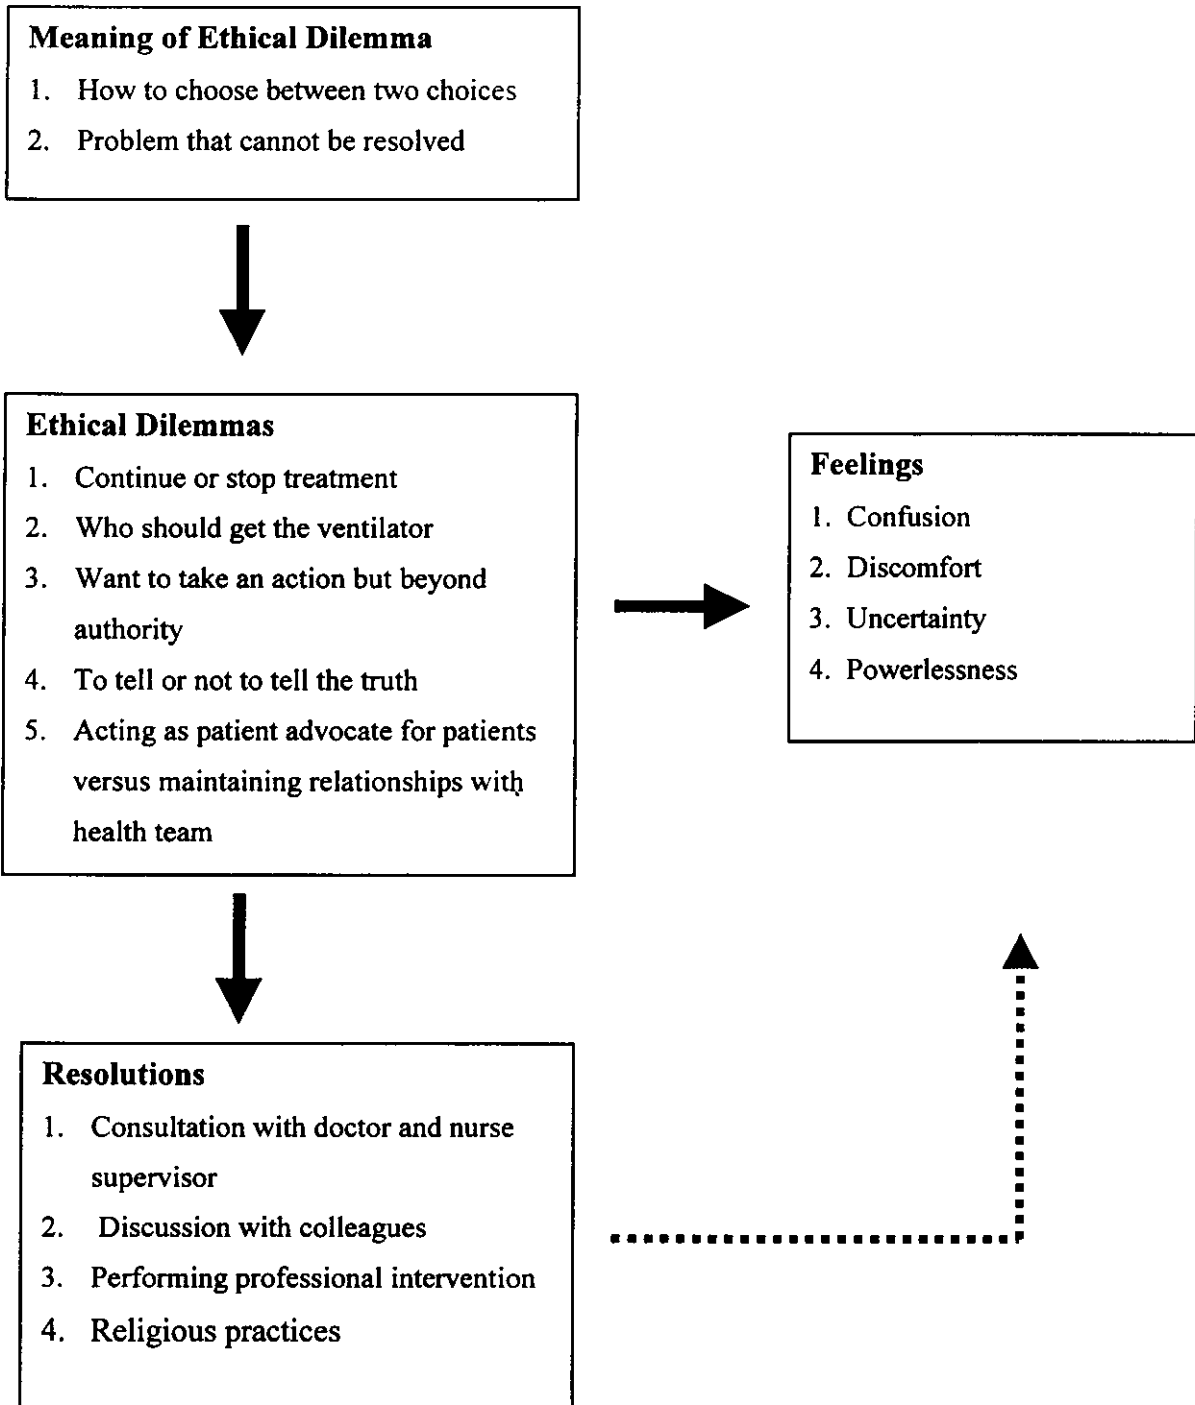 Meaning of Ethical Dilemma
1. How to choose between two choices
2. Problem that cannot be resolved
Ethical Dilemmas
1. Continue or stop treatment
2. Who should get the ventilator
3. Want to take an action but beyond
authority
4. To tell or not to tell the truth
5. Acting as patient advocate for patients
versus maintaining relationships with
health team
Feelings
1. Confusion
2. Discomfort
3. Uncertainty
4. Powerlessness
Resolutions
1. Consultation with doctor and nurse
supervisor
2. Discussion with colleagues
3. Performing professional intervention
4. Religious practices